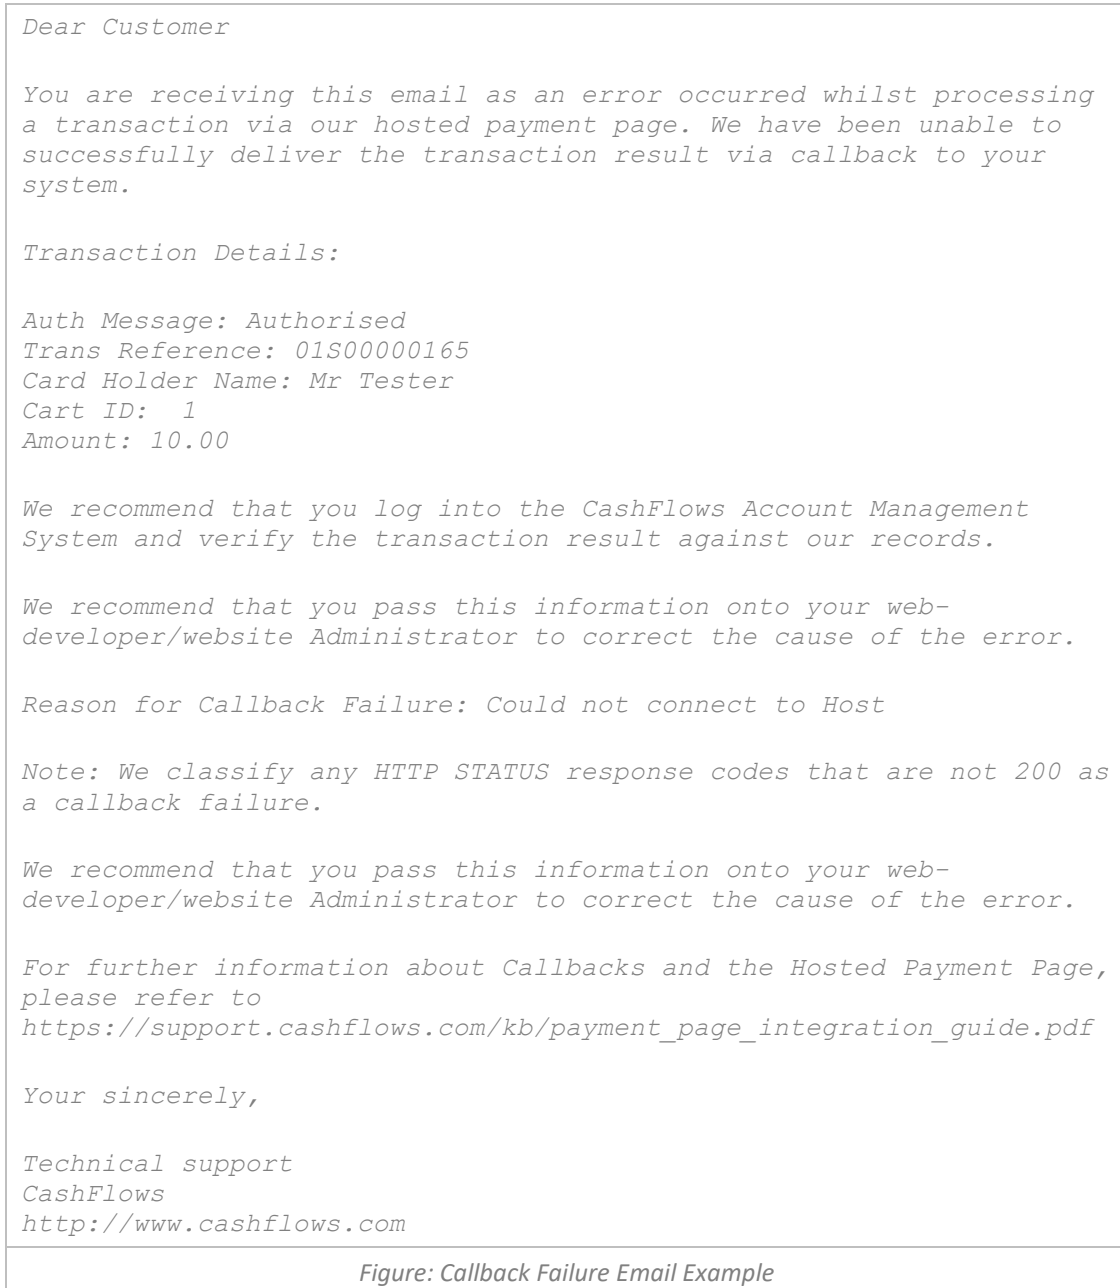 Dear Customer
You are receiving this email as an error occurred whilst processing
a transaction via our hosted payment page. We have been unable to
successfully deliver the transaction result via callback to your
system.
Transaction Details:
Auth Message: Authorised
Trans Reference: 01S00000165
Card Holder Name: Mr Tester
Cart ID:  1
Amount: 10.00
We recommend that you log into the CashFlows Account Management
System and verify the transaction result against our records.
We recommend that you pass this information onto your web-
developer/website Administrator to correct the cause of the error.
Reason for Callback Failure: Could not connect to Host
Note: We classify any HTTP STATUS response codes that are not 200 as
a callback failure.
We recommend that you pass this information onto your web-
developer/website Administrator to correct the cause of the error.
For further information about Callbacks and the Hosted Payment Page,
please refer to
https://support.cashflows.com/kb/payment_page_integration_guide.pdf
Your sincerely,
Technical support
CashFlows
http://www.cashflows.com
Figure: Callback Failure Email Example